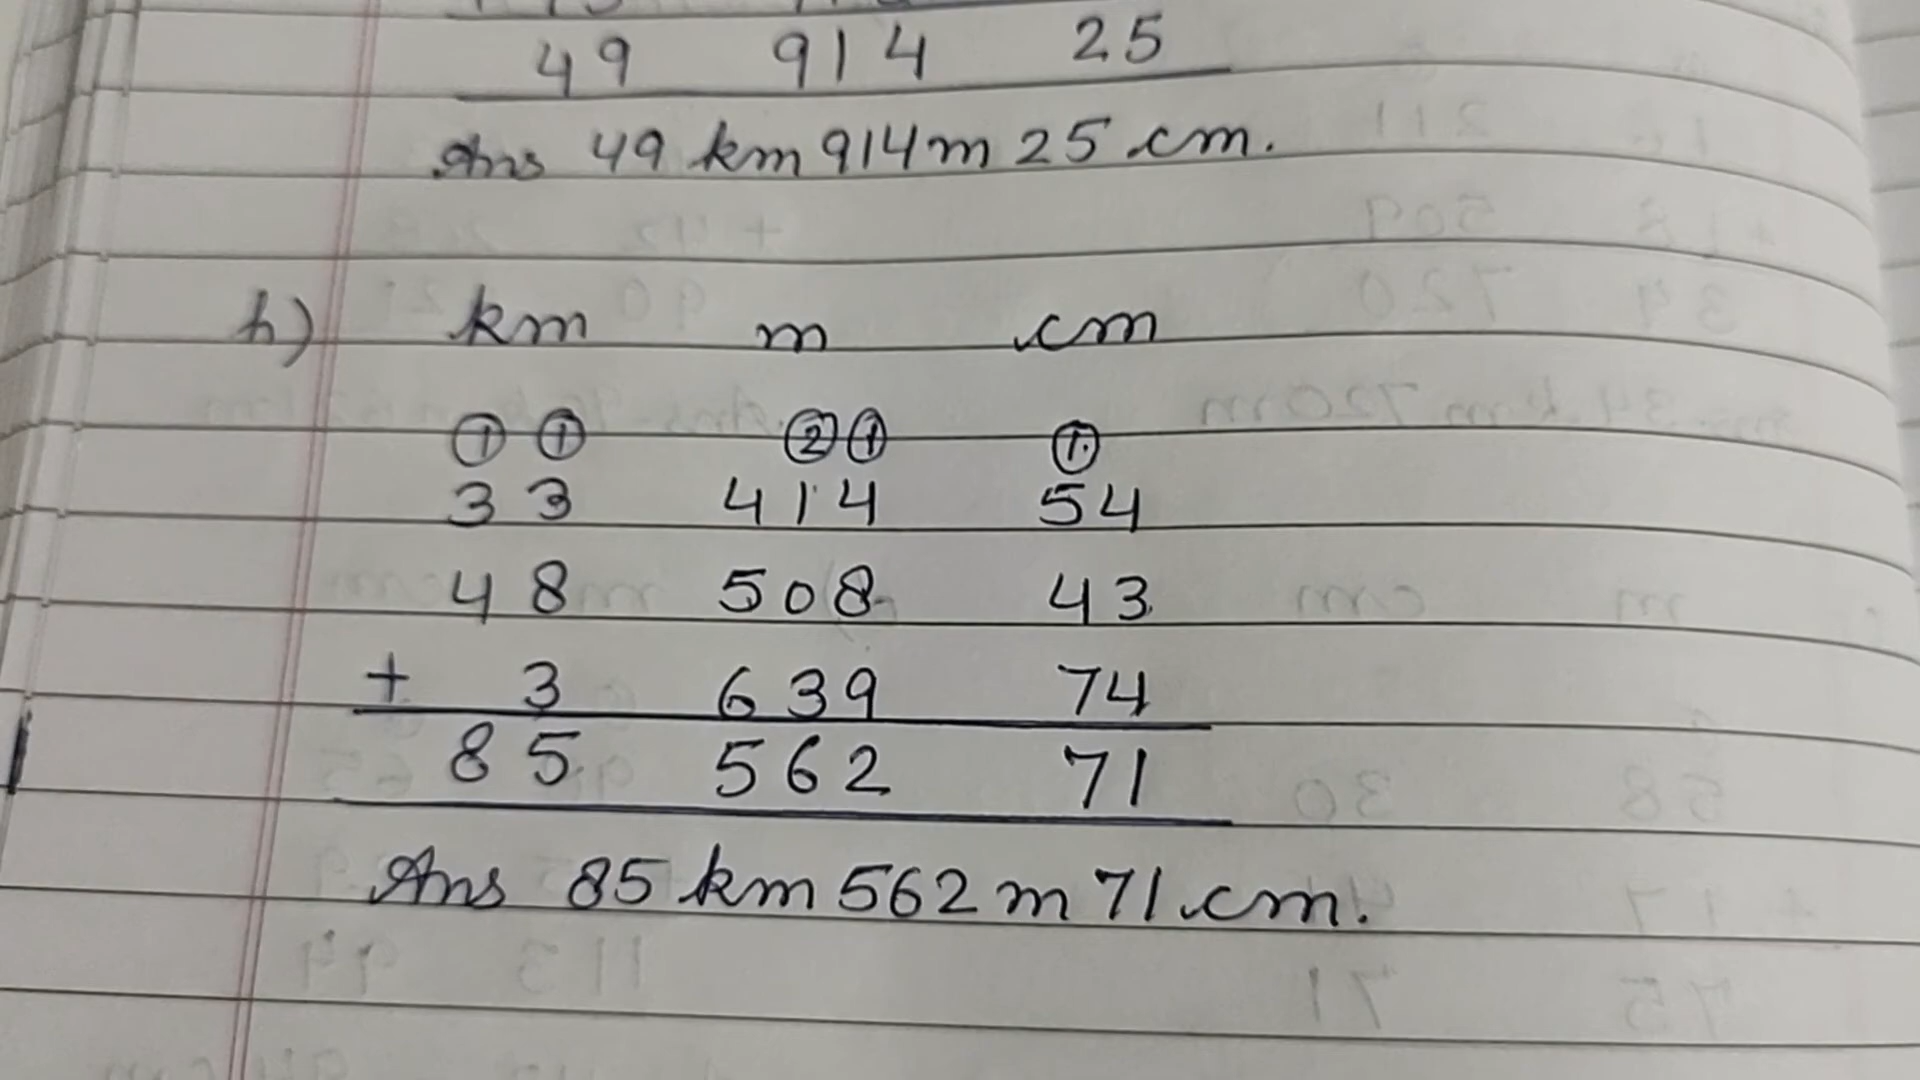 49 914 25
Ans 49 km 914 m 25 cm.
h) km m cm
1 1 2 1 1
33 414 54
48 508 43
+ 3 639 74
85 562 71
Ans 85 km 562 m 71 cm.